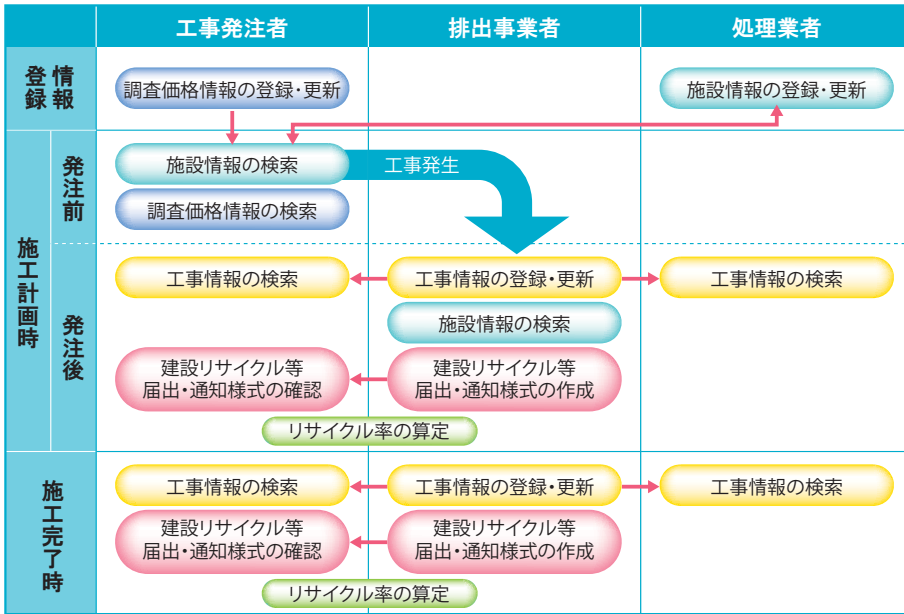 工事発注者
排出事業者
処理業者
情報登録
調査価格情報の登録・更新
施設情報の登録・更新
施工計画時
発注前
施設情報の検索
工事発生
調査価格情報の検索
発注後
工事情報の検索
工事情報の登録・更新
工事情報の検索
施設情報の検索
建設リサイクル等
届出・通知様式の確認
建設リサイクル等
届出・通知様式の作成
リサイクル率の算定
施工完了時
工事情報の検索
工事情報の登録・更新
工事情報の検索
建設リサイクル等
届出・通知様式の確認
建設リサイクル等
届出・通知様式の作成
リサイクル率の算定